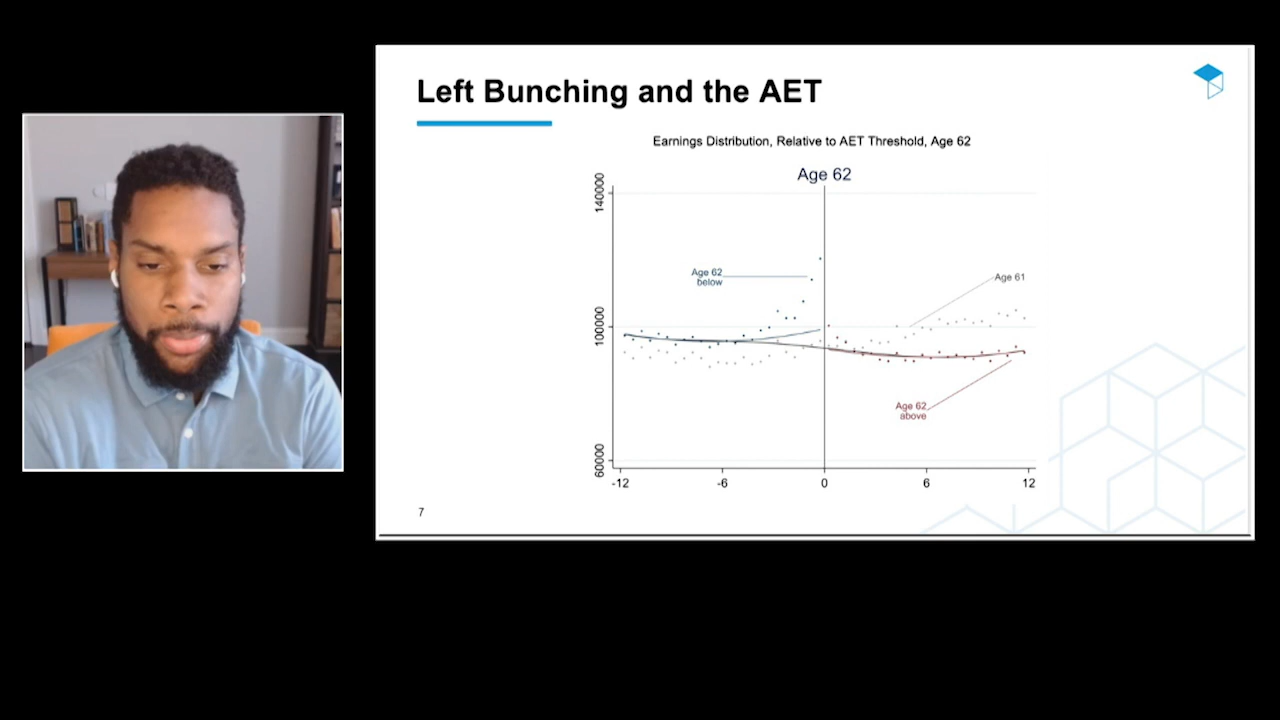 Left Bunching and the AET
Earnings Distribution, Relative to AET Threshold, Age 62
Age 62
140000
100000
60000
Age 62
below
Age 61
Age 62
above
-12
-6
0
6
12
7